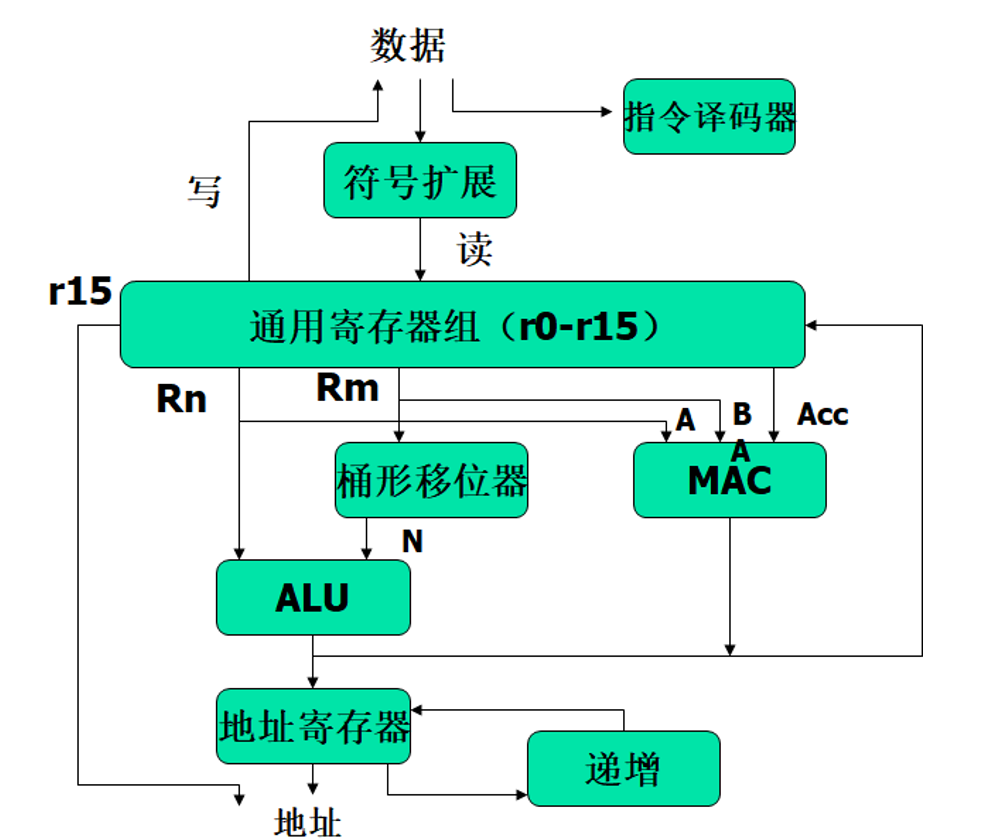 数据
指令译码器
符号扩展
写
读
r15
通用寄存器组（r0-r15）
Rn
Rm
A
B
Acc
A
桶形移位器
MAC
N
ALU
地址寄存器
递增
地址